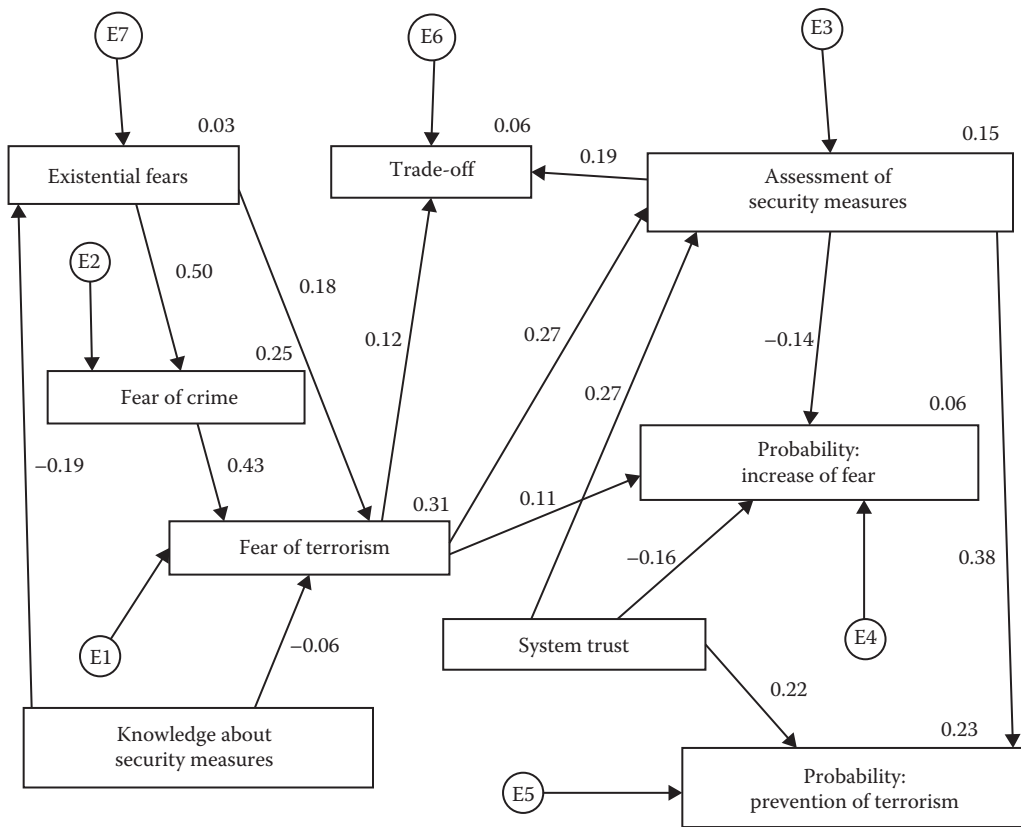 E7
E6
E3
0.03
0.06
0.15
Existential fears
Trade-off
0.19
Assessment of
security measures
E2
0.50
0.18
0.12
0.27
−0.14
0.25
Fear of crime
0.27
0.06
−0.19
0.43
Probability:
increase of fear
0.31
0.11
Fear of terrorism
−0.16
0.38
E1
−0.06
System trust
E4
0.22
Knowledge about
security measures
0.23
E5
Probability:
prevention of terrorism